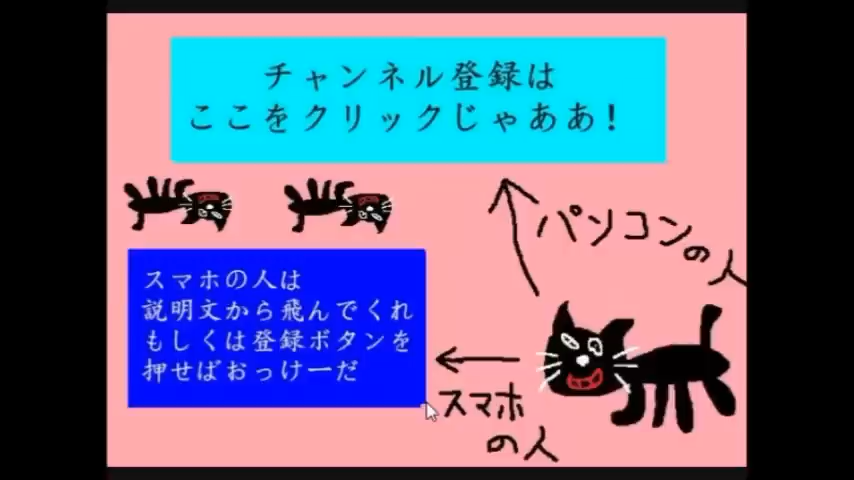 チャンネル登録は
ここをクリックじゃああ!
パソコンの人
スマホの人は
説明文から飛んでくれ
もしくは登録ボタンを
押せばおっけーだ
スマホ
の人